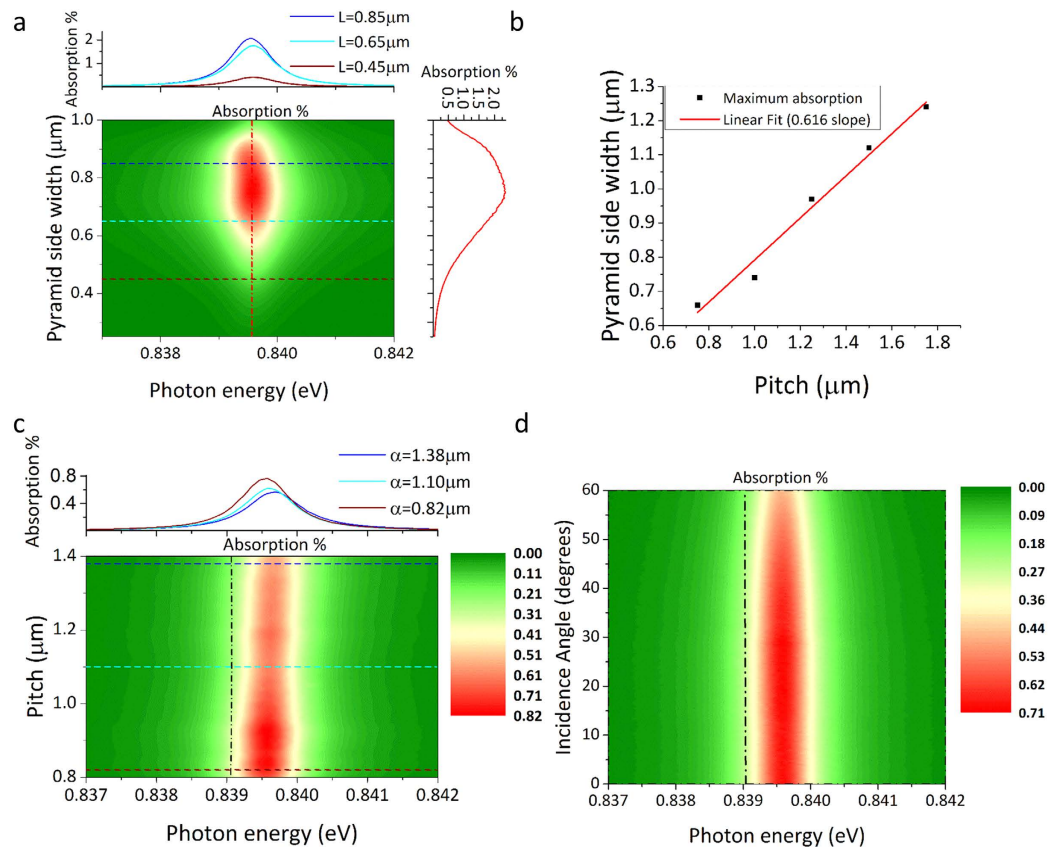 a
L=0.85μm
L=0.65μm
L=0.45μm
Absorption %
2
1
Absorption %
1.0
0.8
0.6
0.4
Pyramid side width (μm)
0.838
0.840
0.842
Photon energy (eV)
Absorption %
0.5
1.0
1.5
2.0
b
Maximum absorption
Linear Fit (0.616 slope)
1.3
1.2
1.1
1.0
0.9
0.8
0.7
0.6
Pyramid side width (μm)
0.6
0.8
1.0
1.2
1.4
1.6
1.8
Pitch (μm)
c
α=1.38μm
α=1.10μm
α=0.82μm
Absorption %
0.8
0.4
Absorption %
1.4
1.2
1.0
0.8
Pitch (μm)
0.837
0.838
0.839
0.840
0.841
0.842
Photon energy (eV)
0.00
0.11
0.20
0.31
0.41
0.51
0.61
0.71
0.82
d
Absorption %
60
50
40
30
20
10
0
Incidence Angle (degrees)
0.837
0.838
0.839
0.840
0.841
0.842
Photon energy (eV)
0.00
0.09
0.17
0.27
0.36
0.44
0.53
0.62
0.71